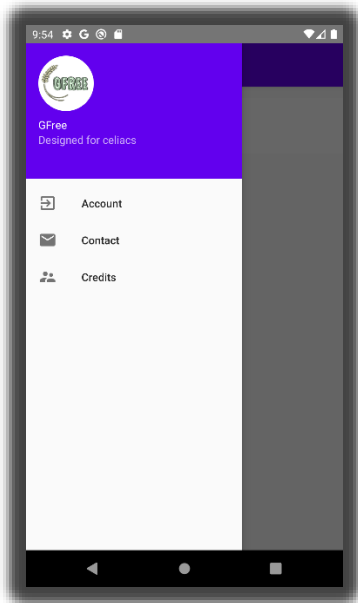 9:54
GFREE
GFree
Designed for celiacs
Account
Contact
Credits